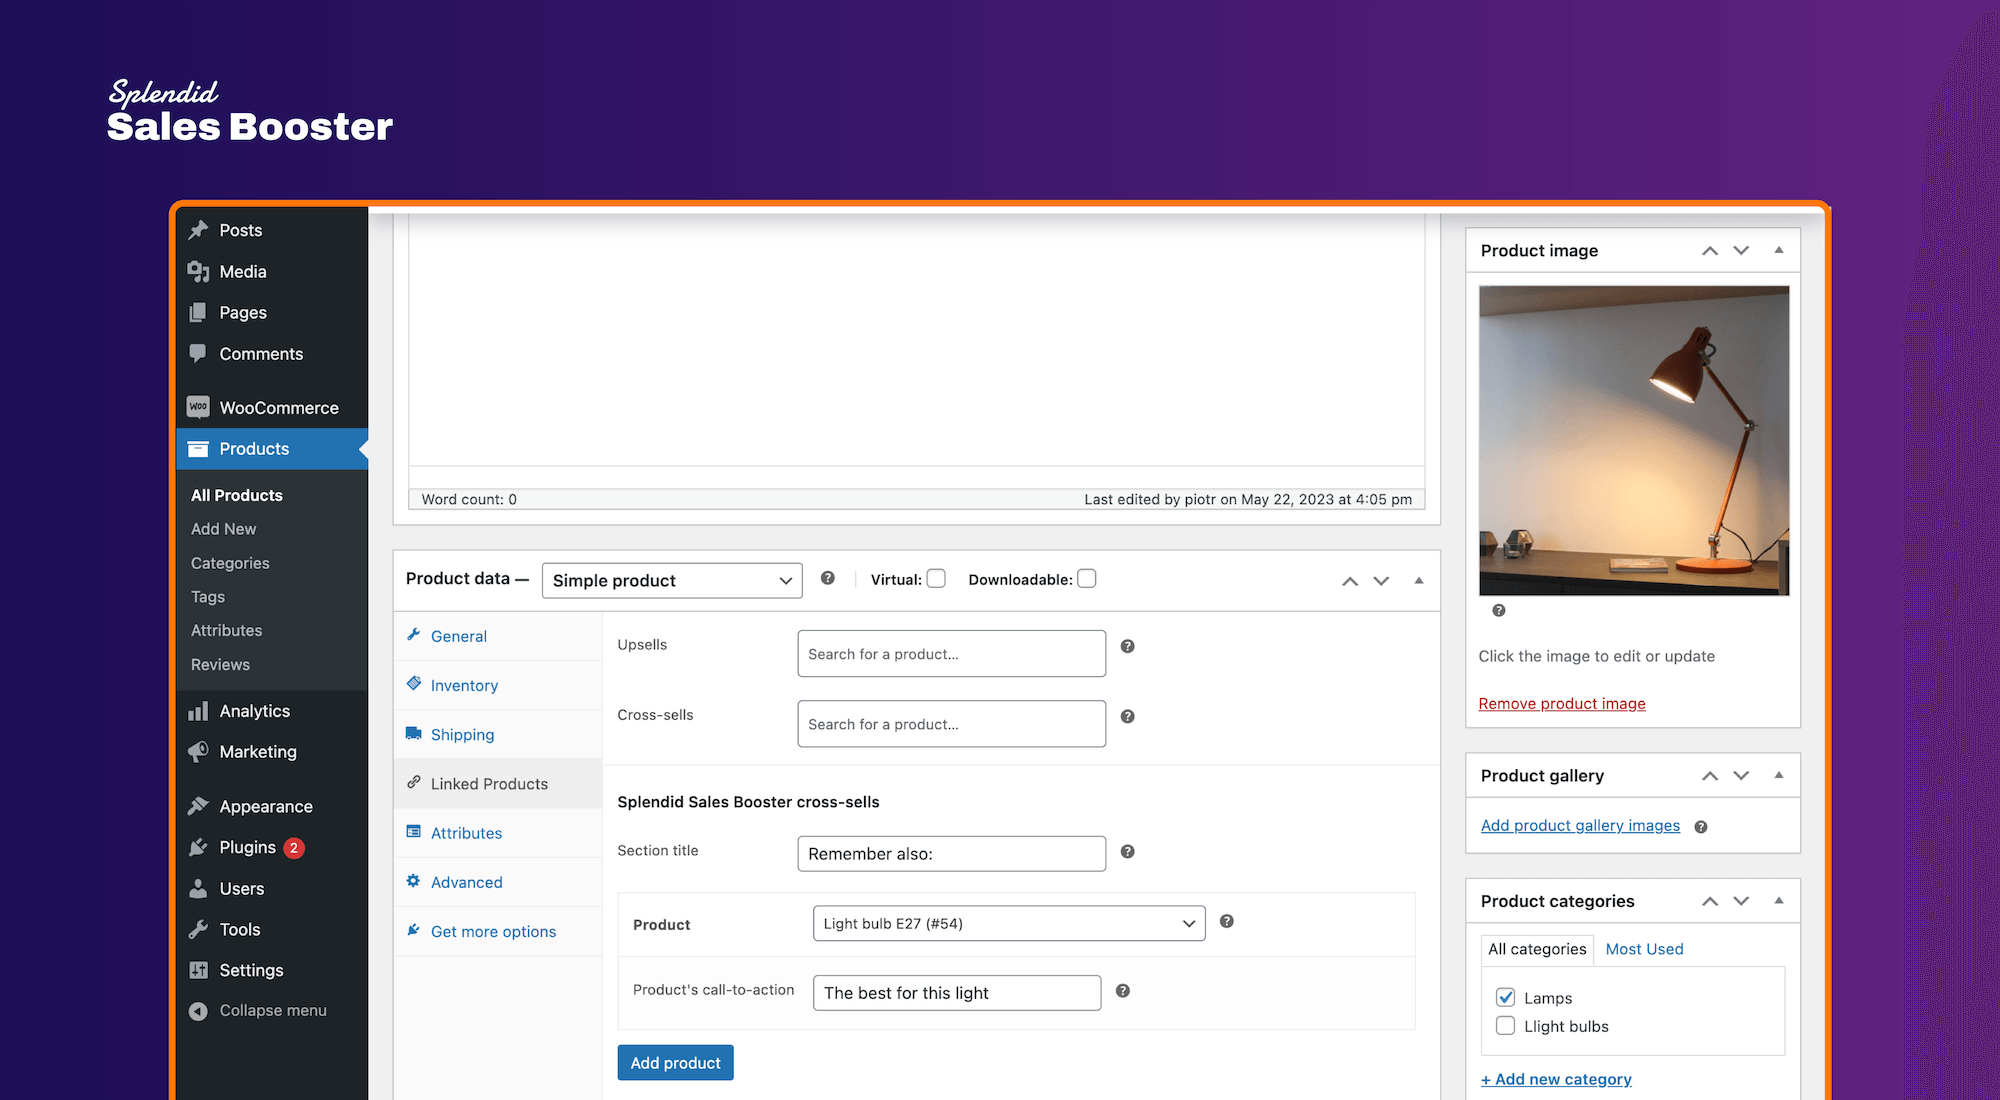 Splendid
Sales Booster
Posts
Media
Pages
Comments
Woo WooCommerce
Products
All Products
Add New
Categories
Tags
Attributes
Reviews
Analytics
Marketing
Appearance
Plugins 2
Users
Tools
Settings
Collapse menu
Word count: 0
Last edited by piotr on May 22, 2023 at 4:05 pm
Product data — Simple product ? Virtual: Downloadable:
General
Inventory
Shipping
Linked Products
Attributes
Advanced
Get more options
Upsells Search for a product... ?
Cross-sells Search for a product... ?
Splendid Sales Booster cross-sells
Section title Remember also: ?
Product Light bulb E27 (#54) ?
Product's call-to-action The best for this light ?
Add product
Product image
?
Click the image to edit or update
Remove product image
Product gallery
Add product gallery images ?
Product categories
All categories Most Used
Lamps
Llight bulbs
+ Add new category